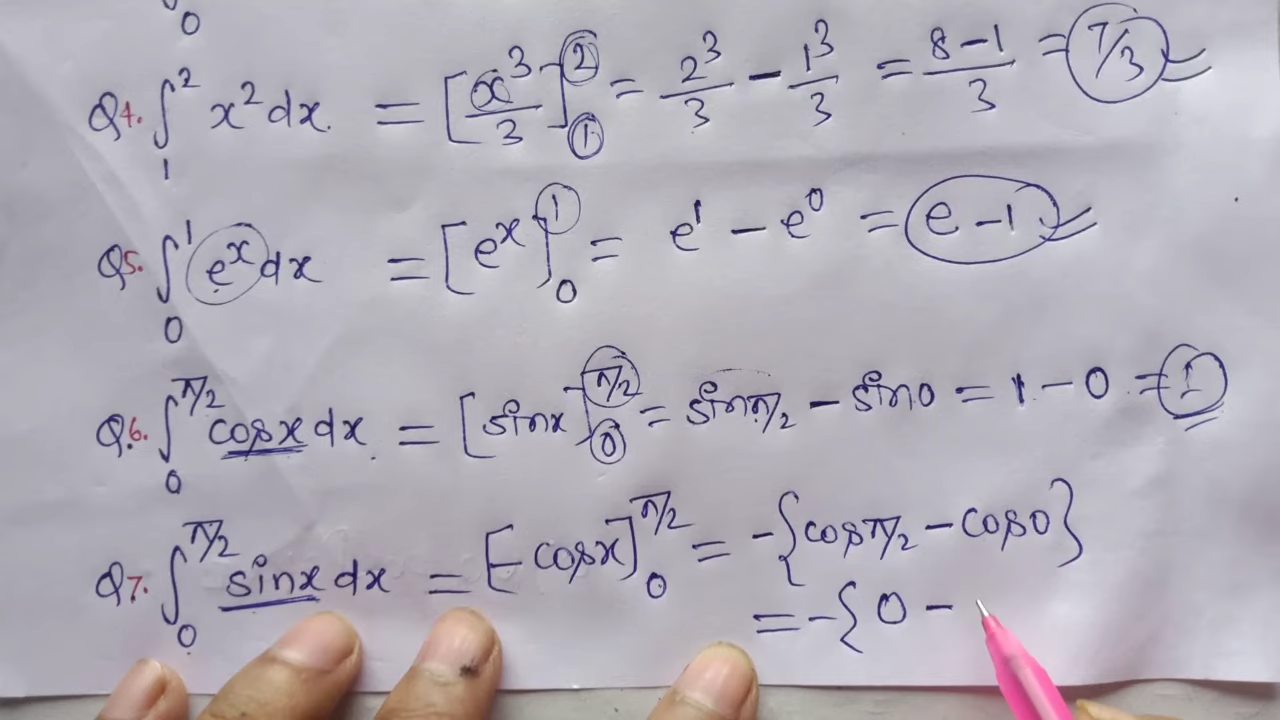 0
Q4. ∫₁² x² dx = [x³/3]₁² = 2³/3 − 1³/3 = 8−1/3 = 7/3
Q5. ∫₀¹ eˣ dx = [eˣ]₀¹ = e¹ − e⁰ = e − 1
Q6. ∫₀^π/2 cosx dx = [sinx]₀^π/2 = sinπ/2 − sin0 = 1 − 0 = 1
Q7. ∫₀^π/2 sinx dx = [−cosx]₀^π/2 = −{cosπ/2 − cos0}
= −{0 −